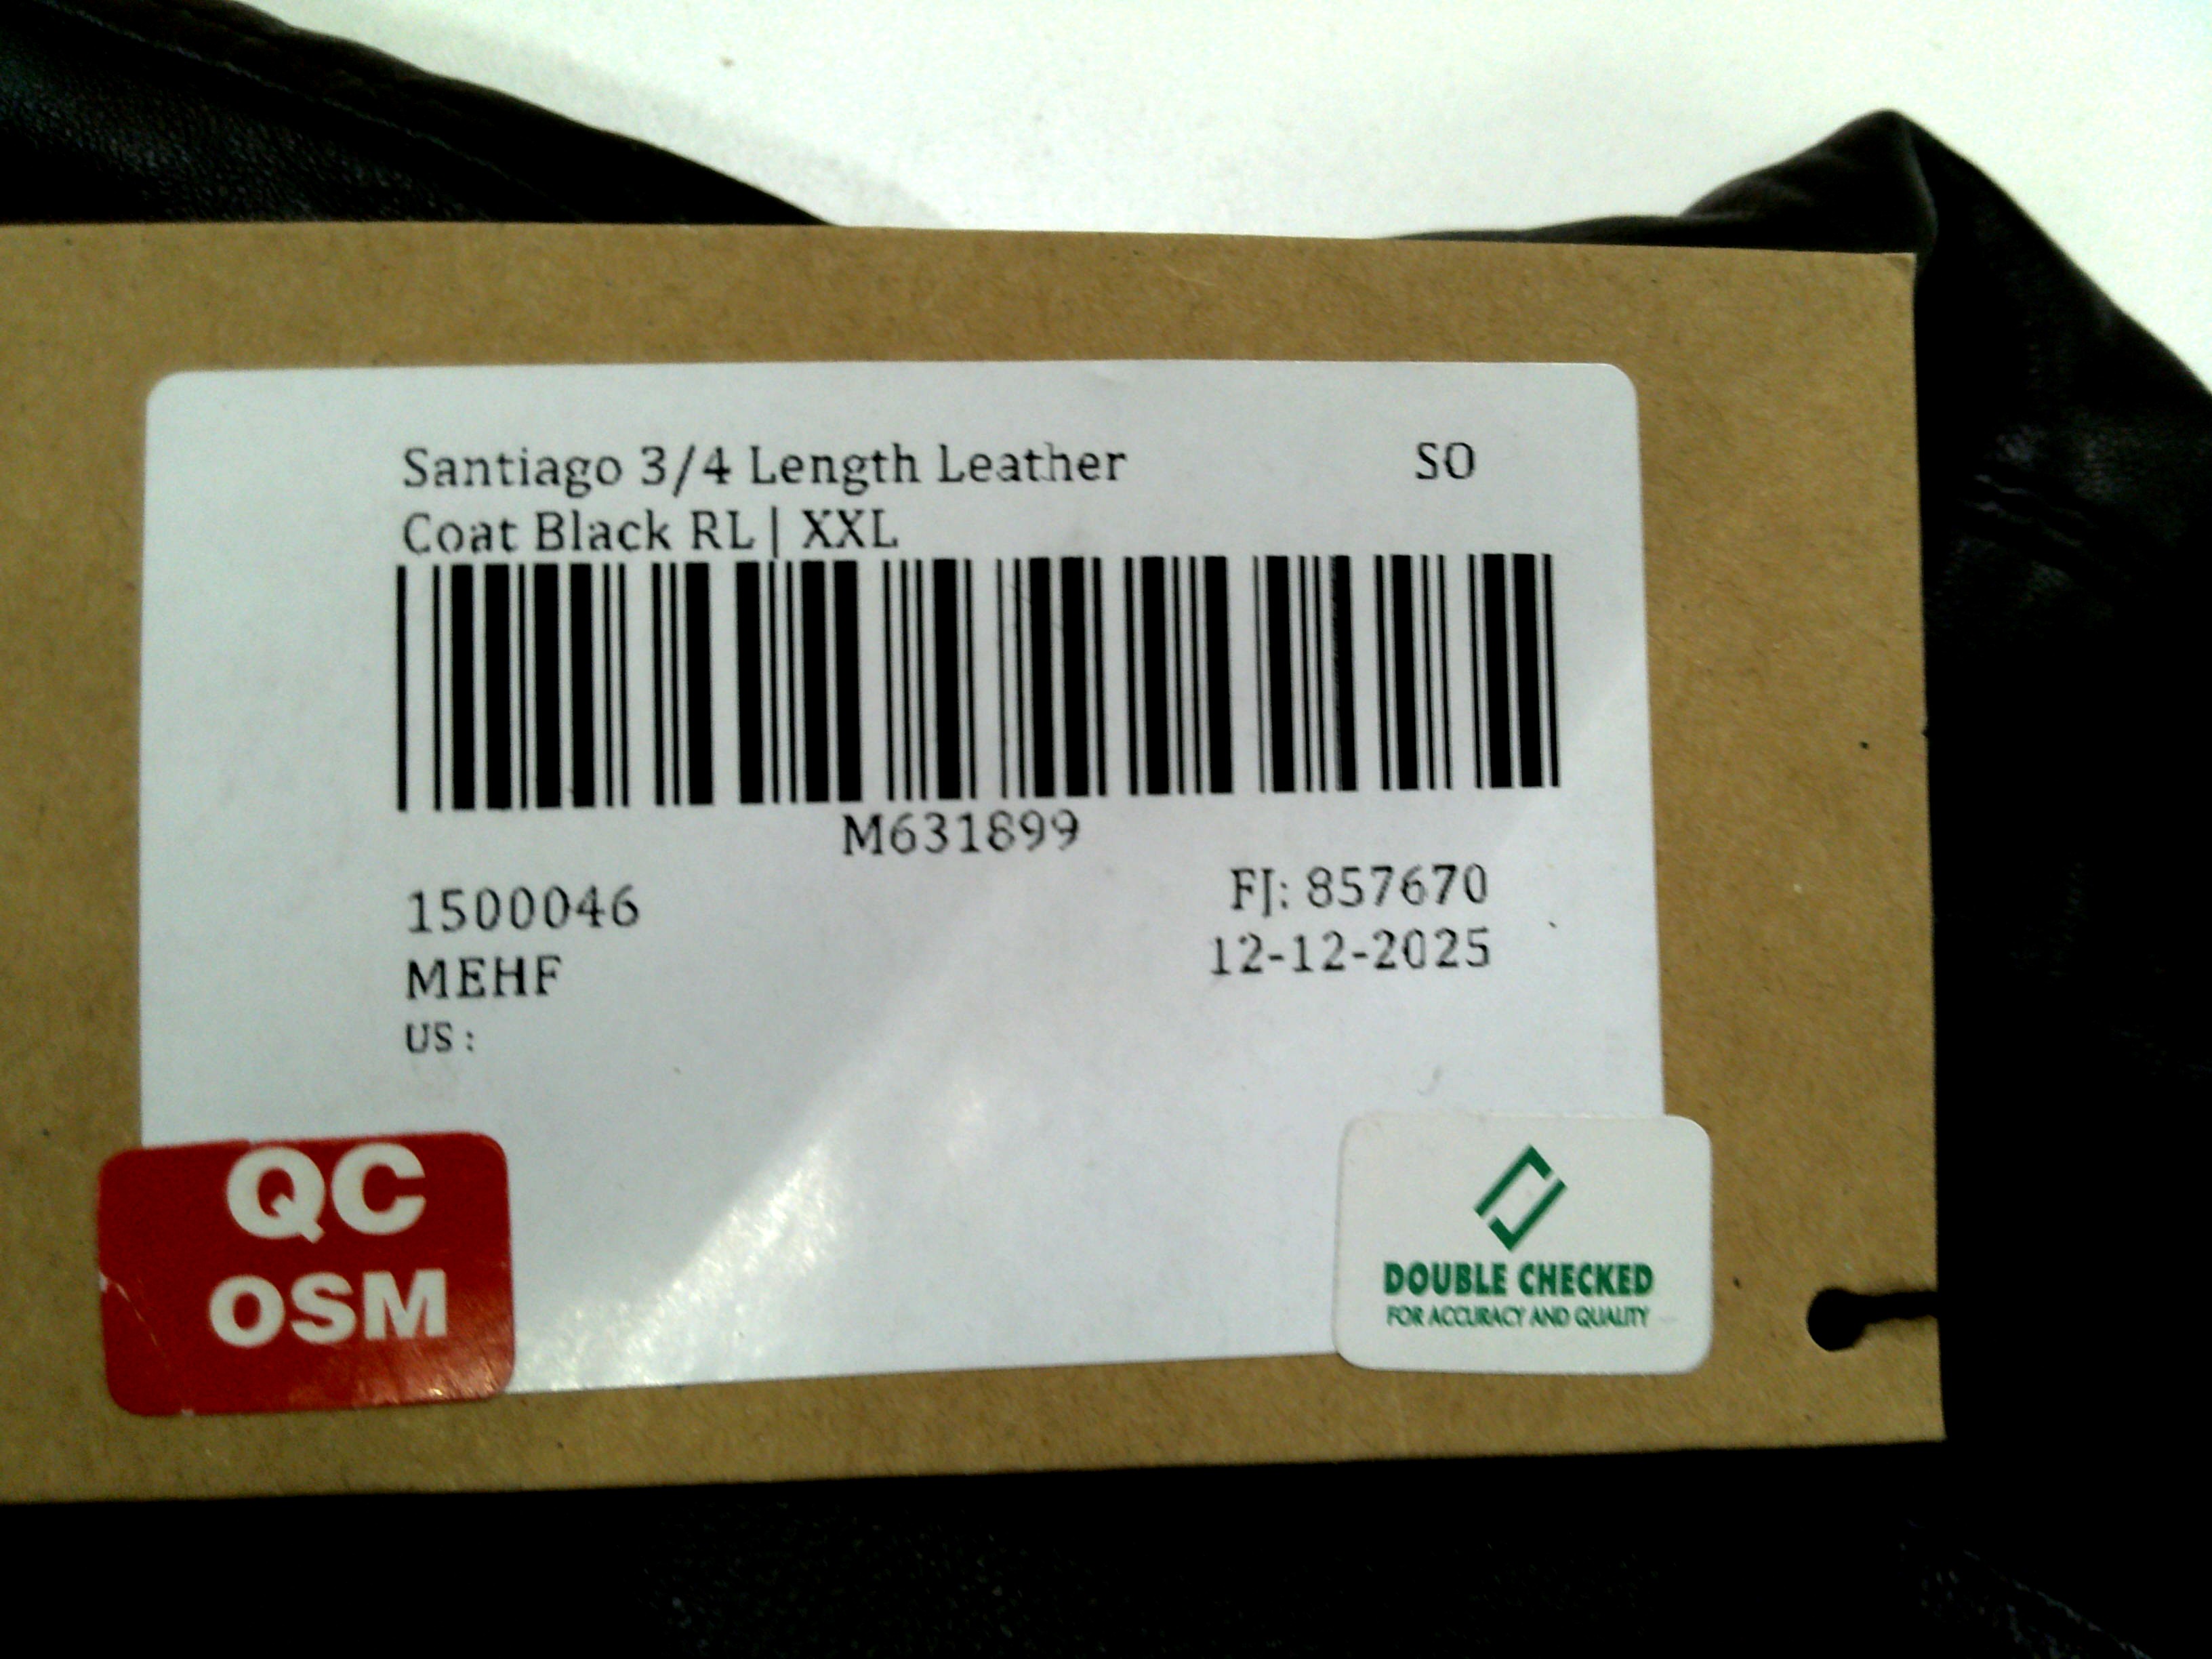 Santiago 3/4 Length Leather SO
Coat Black RL | XXL
M631899
1500046 FJ: 857670
MEHF 12-12-2025
US :
QC
OSM
DOUBLE CHECKED
FOR ACCURACY AND QUALITY